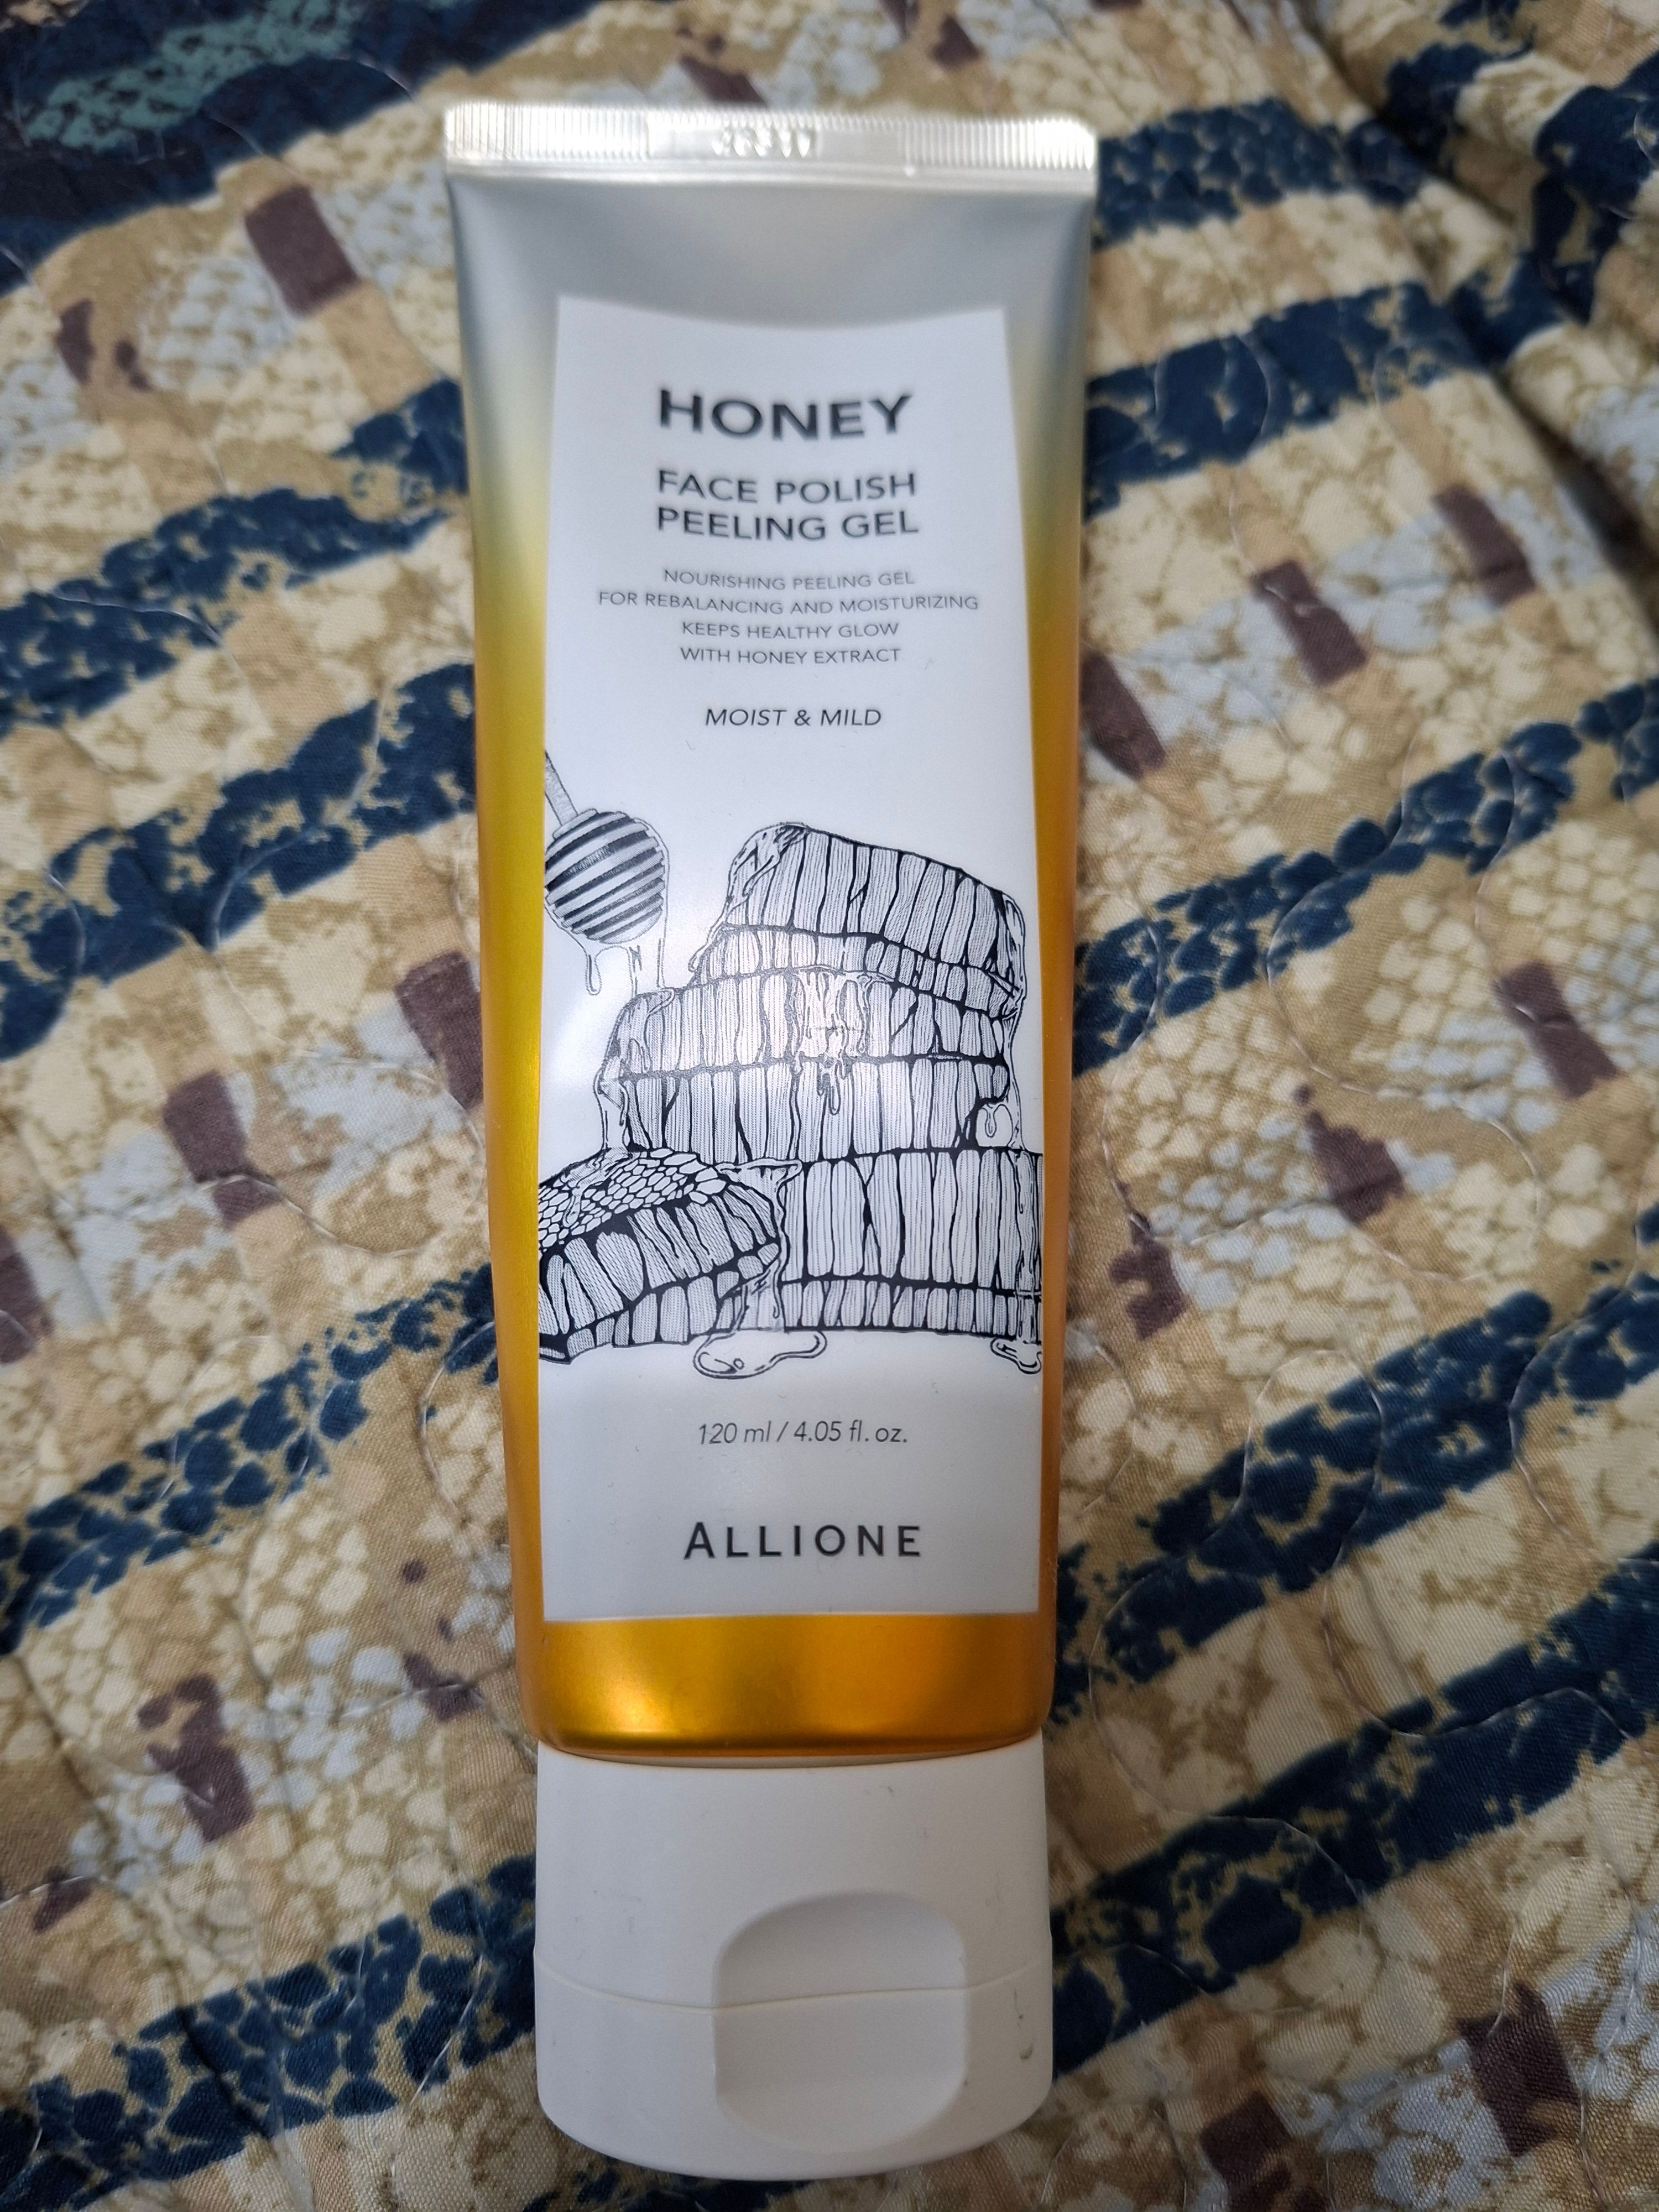 HONEY
FACE POLISH
PEELING GEL
NOURISHING PEELING GEL
FOR REBALANCING AND MOISTURIZING
KEEPS HEALTHY GLOW
WITH HONEY EXTRACT
MOIST & MILD
120 ml / 4.05 fl. oz.
ALLIONE